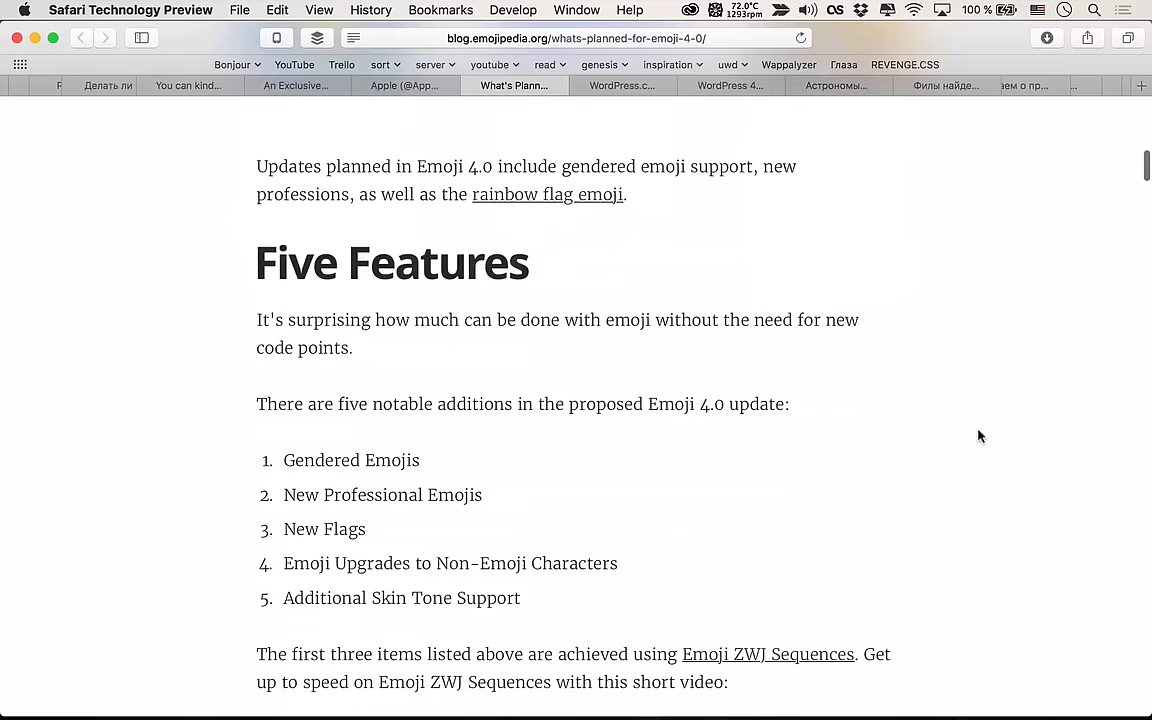 Safari Technology Preview File Edit View History Bookmarks Develop Window Help 72.0°C 1293rpm OS 100 %
blog.emojipedia.org/whats-planned-for-emoji-4-0/
Bonjour YouTube Trello sort server youtube read genesis inspiration uwd Wappalyzer Глаза REVENGE.CSS
Делать ли You can kind... An Exclusive... Apple (@App... What's Plann... WordPress.c... WordPress 4... Астрономы... Филы найде... аем о пр... ...
Updates planned in Emoji 4.0 include gendered emoji support, new
professions, as well as the rainbow flag emoji.
Five Features
It's surprising how much can be done with emoji without the need for new
code points.
There are five notable additions in the proposed Emoji 4.0 update:
1. Gendered Emojis
2. New Professional Emojis
3. New Flags
4. Emoji Upgrades to Non-Emoji Characters
5. Additional Skin Tone Support
The first three items listed above are achieved using Emoji ZWJ Sequences. Get
up to speed on Emoji ZWJ Sequences with this short video: